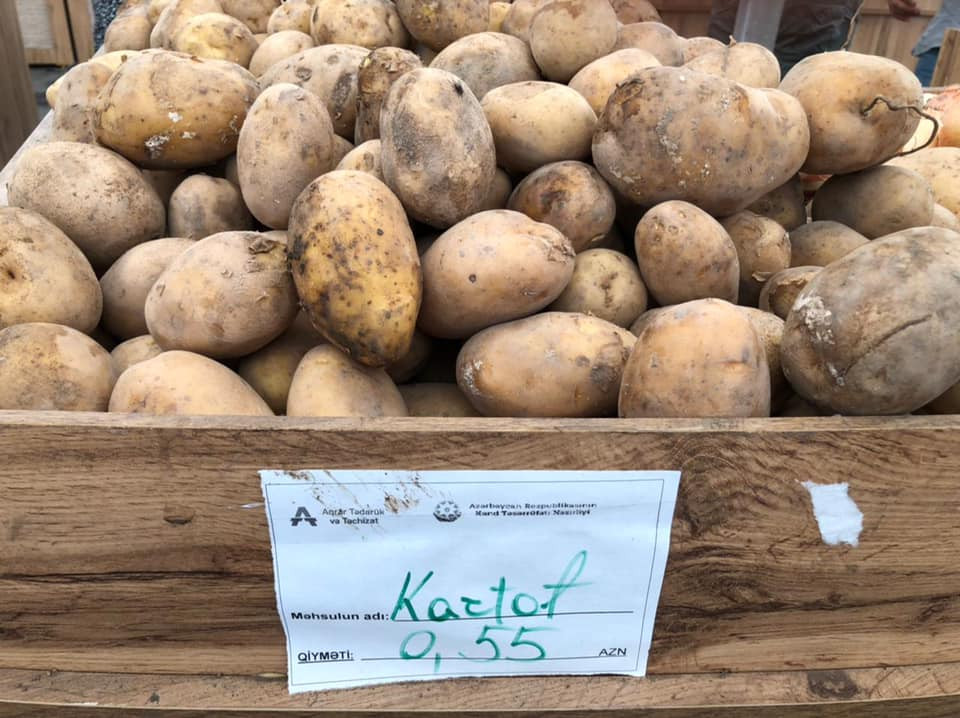 Aqrar Tədarük
və Təchizat
Azərbaycan Respublikasının
Kənd Təsərrüfatı Nazirliyi
Məhsulun adı: Kartof
QİYMƏTİ: 0,55 AZN